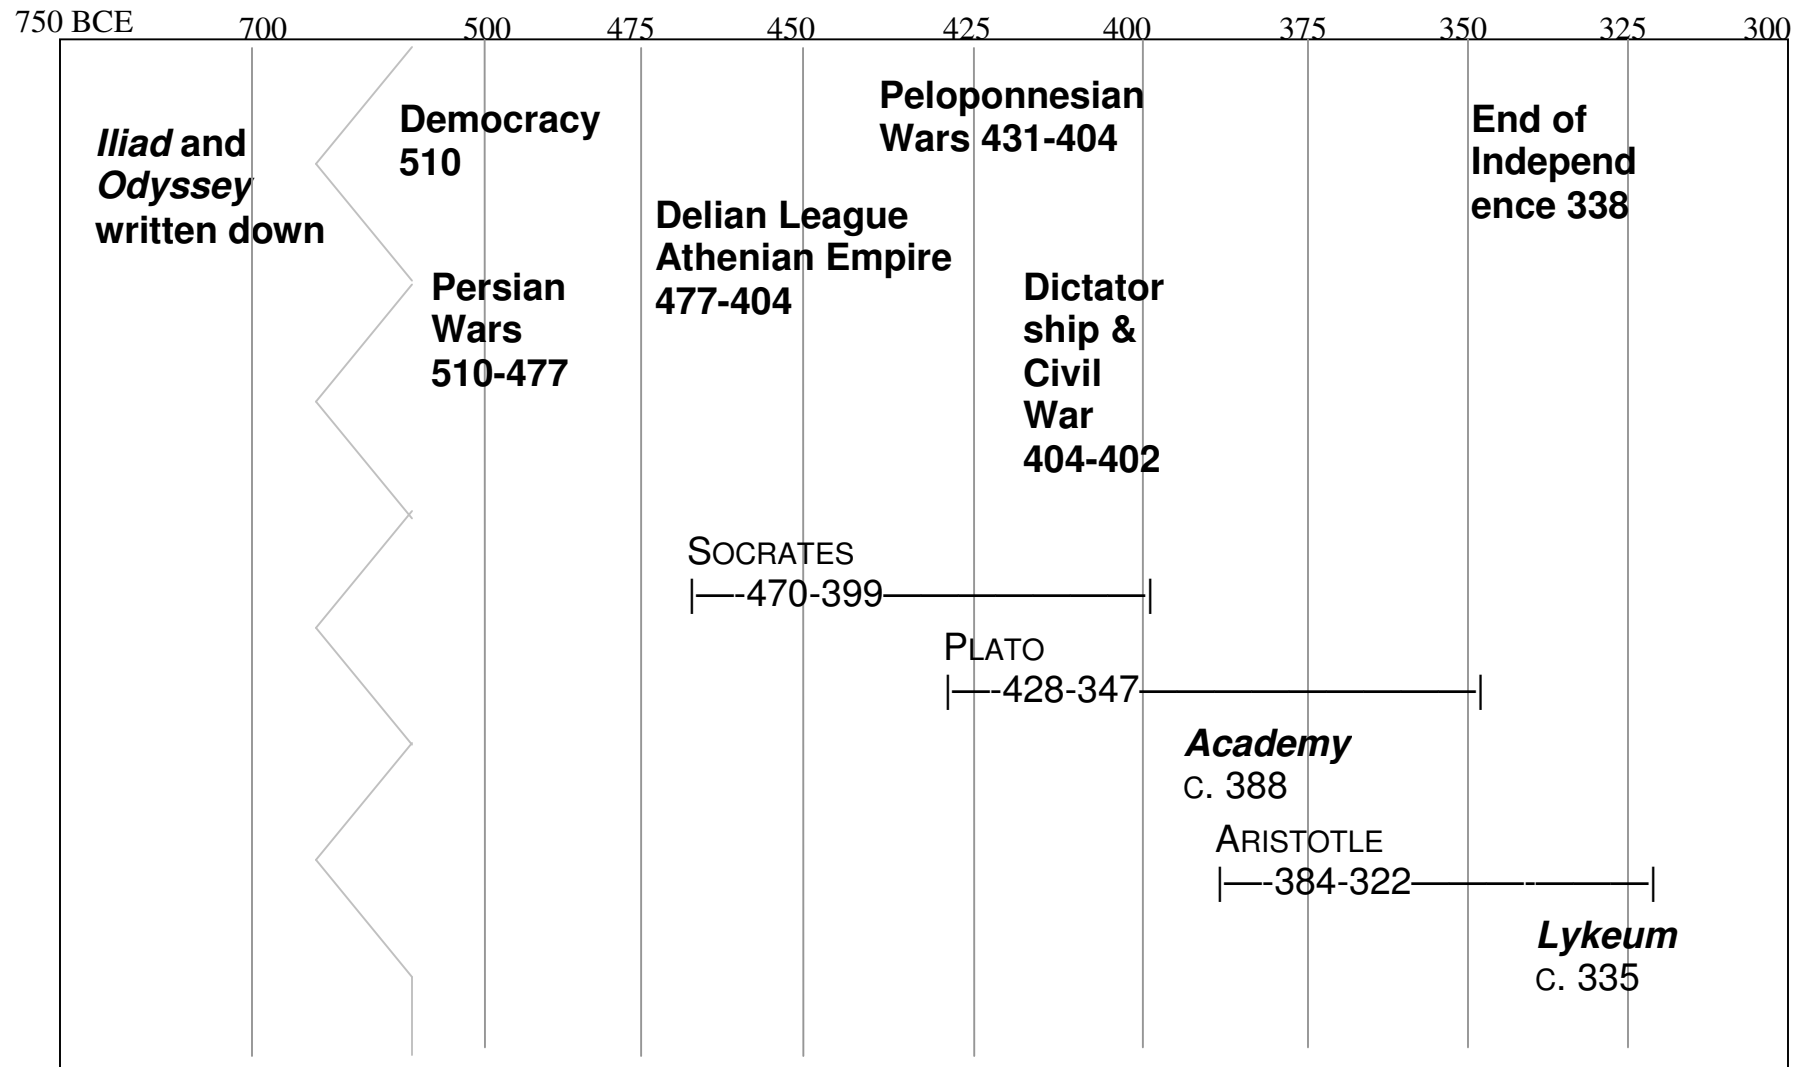 750 BCE 700 500 475 450 425 400 375 350 325 300
Iliad and
Odyssey
written down
Democracy
510
Persian
Wars
510-477
Delian League
Athenian Empire
477-404
Peloponnesian
Wars 431-404
Dictator
ship &
Civil
War
404-402
End of
Independ
ence 338
SOCRATES
|—-470-399————————|
PLATO
|—-428-347—————————|
Academy
C. 388
ARISTOTLE
|—-384-322———-———|
Lykeum
C. 335